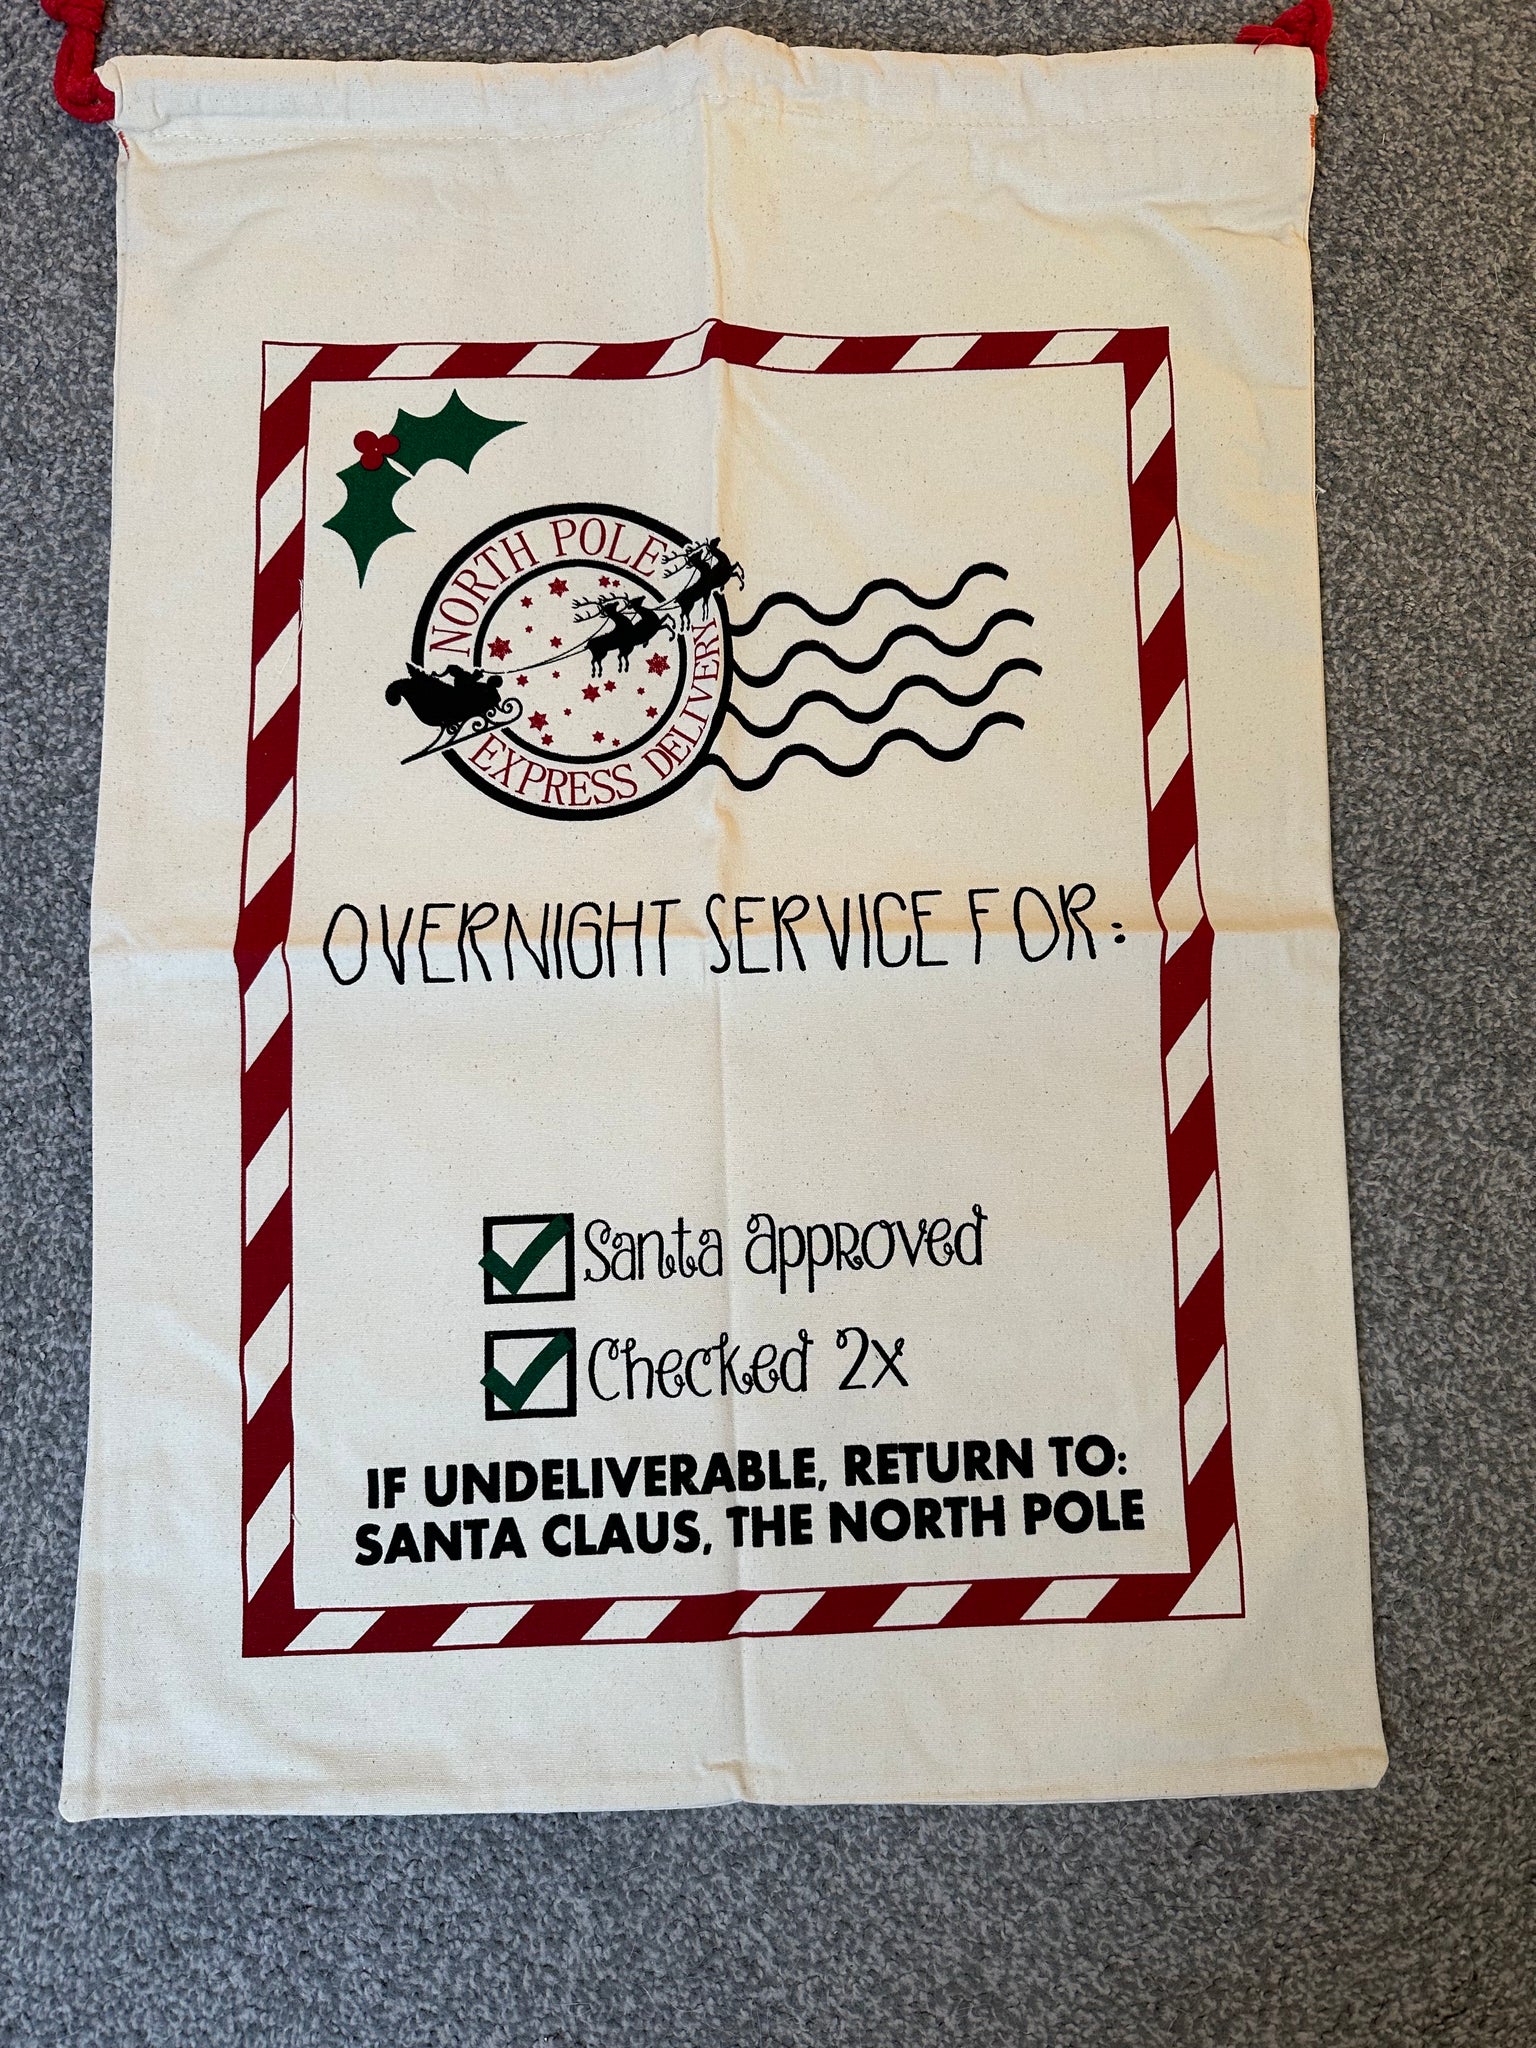 NORTH POLE
EXPRESS DELIVERY
OVERNIGHT SERVICE FOR:
Santa approved
Checked 2x
IF UNDELIVERABLE, RETURN TO:
SANTA CLAUS, THE NORTH POLE